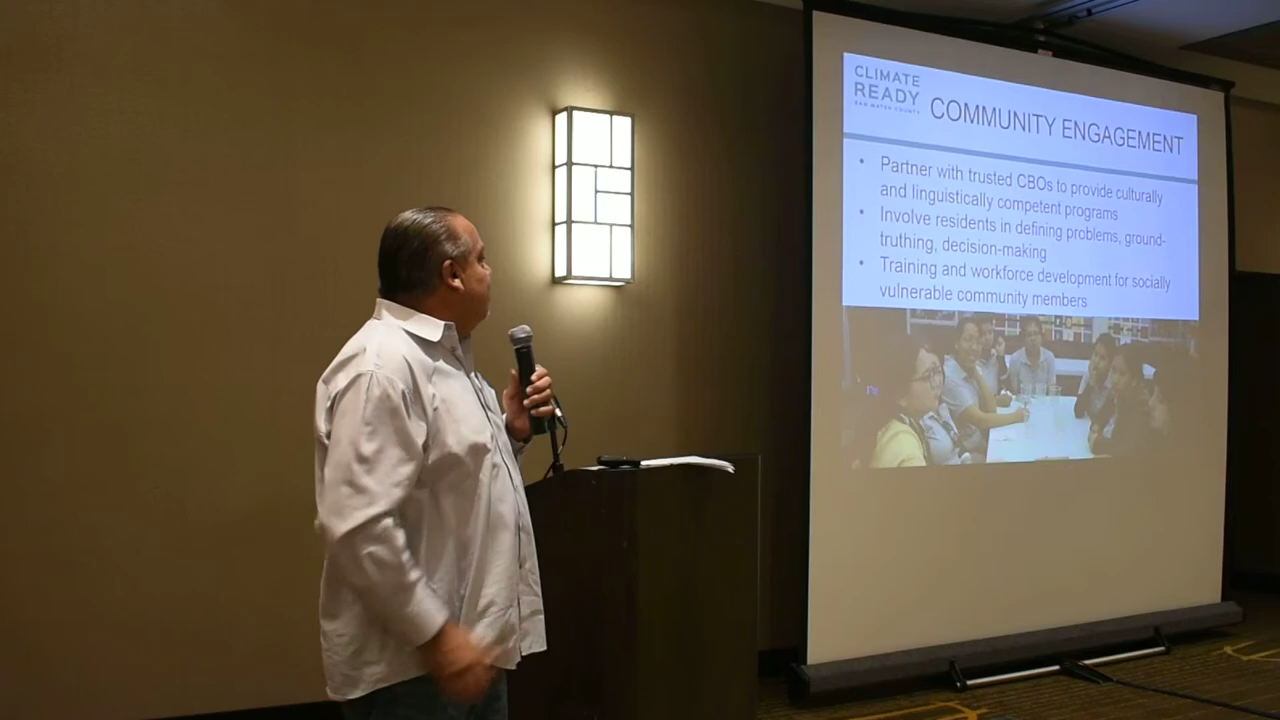 CLIMATE
READY
SAN MATEO COUNTY
COMMUNITY ENGAGEMENT
• Partner with trusted CBOs to provide culturally
and linguistically competent programs
• Involve residents in defining problems, ground-
truthing, decision-making
• Training and workforce development for socially
vulnerable community members